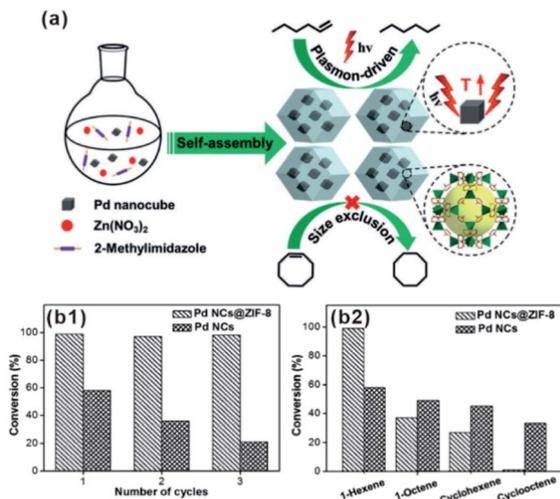 (a)
hν
Plasmon-driven
hν
T
Self-assembly
Pd nanocube
Zn(NO₃)₂
2-Methylimidazole
Size exclusion
(b1)
Pd NCs@ZIF-8
Pd NCs
100
80
60
40
20
0
Conversion (%)
1 2 3
Number of cycles
(b2)
Pd NCs@ZIF-8
Pd NCs
100
80
60
40
20
0
Conversion (%)
1-Hexene
1-Octene
Cyclohexene
Cyclooctene